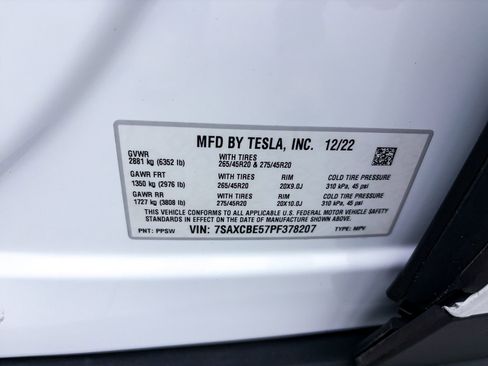 MFD BY TESLA, INC. 12/22
GVWR WITH TIRES
2881 kg (6352 lb) 265/45R20 & 275/45R20
GAWR FRT WITH TIRES RIM COLD TIRE PRESSURE
1350 kg (2976 lb) 265/45R20 20X9.0J 310 kPa, 45 psi
GAWR RR WITH TIRES RIM COLD TIRE PRESSURE
1727 kg (3808 lb) 275/45R20 20X10.0J 310 kPa, 45 psi
THIS VEHICLE CONFORMS TO ALL APPLICABLE U.S. FEDERAL MOTOR VEHICLE SAFETY
STANDARDS IN EFFECT ON THE DATE OF MANUFACTURE SHOWN ABOVE.
PNT: PPSW VIN: 7SAXCBE57PF378207 TYPE: MPV